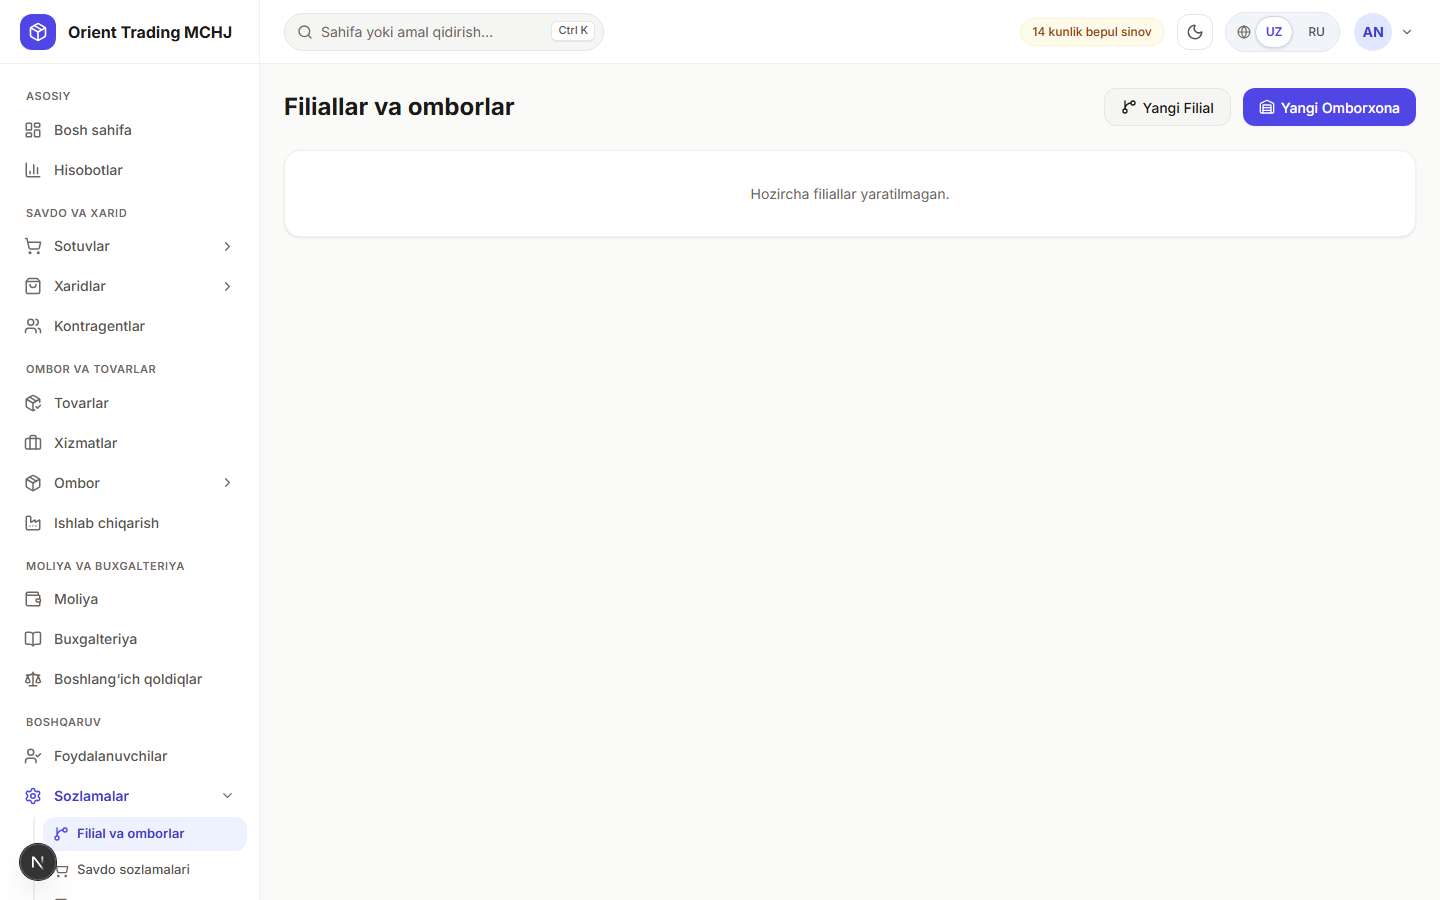 Orient Trading MCHJ
Sahifa yoki amal qidirish...
Ctrl K
14 kunlik bepul sinov
UZ
RU
AN
ASOSIY
Bosh sahifa
Hisobotlar
SAVDO VA XARID
Sotuvlar
Xaridlar
Kontragentlar
OMBOR VA TOVARLAR
Tovarlar
Xizmatlar
Ombor
Ishlab chiqarish
MOLIYA VA BUXGALTERIYA
Moliya
Buxgalteriya
Boshlang‘ich qoldiqlar
BOSHQARUV
Foydalanuvchilar
Sozlamalar
Filial va omborlar
Savdo sozlamalari
N
Filiallar va omborlar
Yangi Filial
Yangi Omborxona
Hozircha filiallar yaratilmagan.